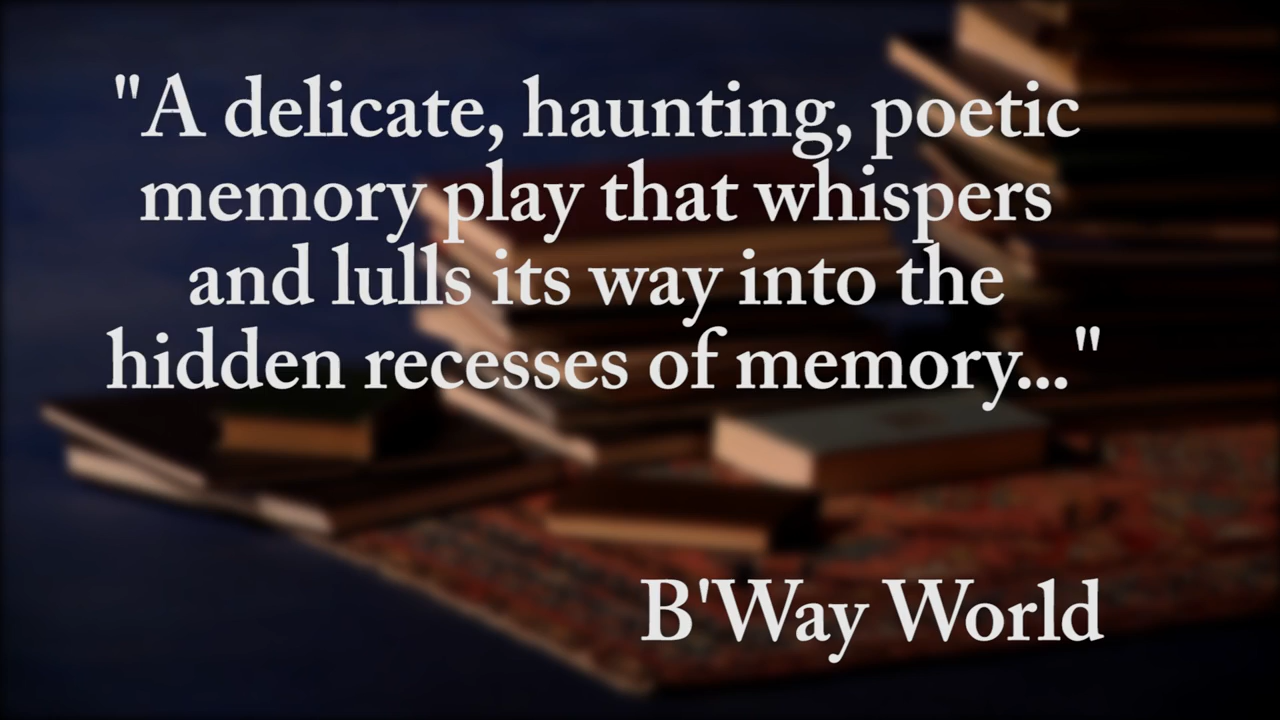 "A delicate, haunting, poetic
memory play that whispers
and lulls its way into the
hidden recesses of memory..."
B'Way World